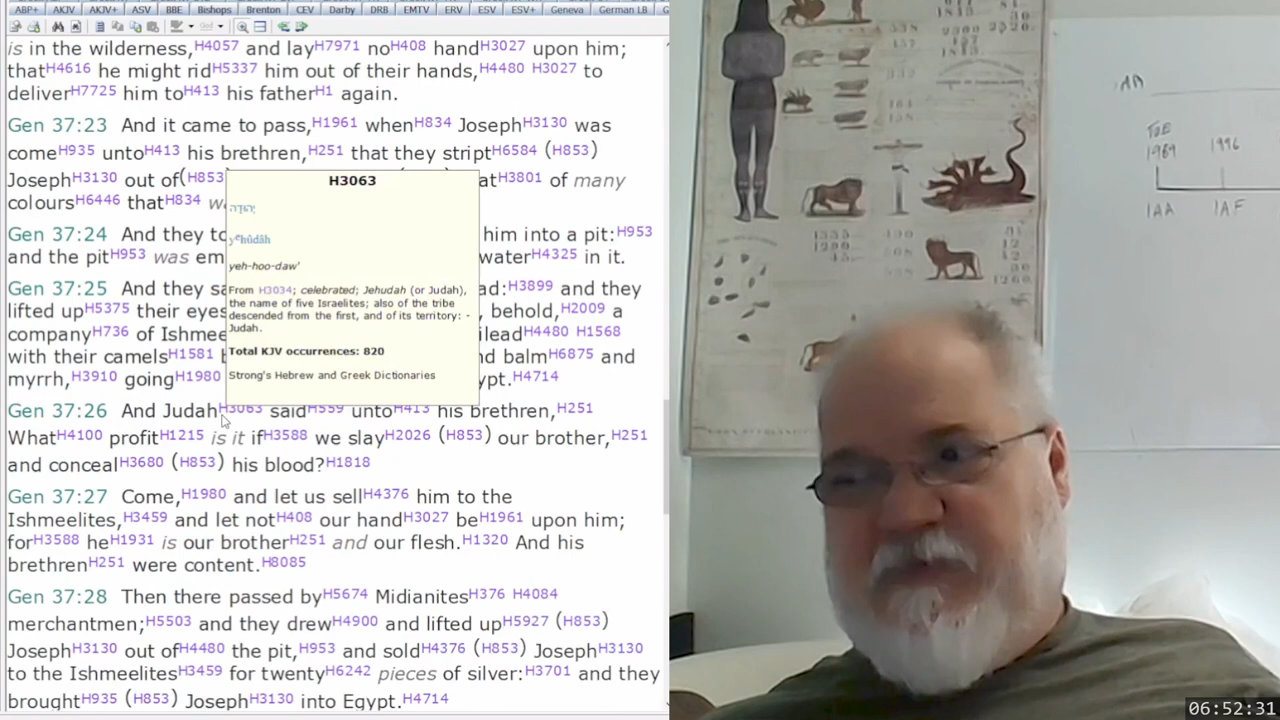 ABP+ AKJV AKJV+ ASV BBE Bishops Brenton CEV Darby DRB EMTV ERV ESV ESV+ Geneva German LB G
is in the wilderness,H4057 and layH7971 noH408 handH3027 upon him;
thatH4616 he might ridH5337 him out of their hands,H4480 H3027 to
deliverH7725 him toH413 his fatherH1 again.
Gen 37:23 And it came to pass,H1961 whenH834 JosephH3130 was
comeH935 untoH413 his brethren,H251 that they striptH6584 (H853)
JosephH3130 out of(H853) atH3801 of many
coloursH6446 thatH834 w
Gen 37:24 And they to him into a pit:H953
and the pitH953 was em waterH4325 in it.
Gen 37:25 And they sa ad:H3899 and they
lifted upH5375 their eyes , behold,H2009 a
companyH736 of Ishmee ileadH4480 H1568
with their camelsH1581 b nd balmH6875 and
myrrh,H3910 goingH1980 ypt.H4714
H3063
יְהוּדָה
yᵉhûdâh
yeh-hoo-daw'
From H3034; celebrated; Jehudah (or Judah),
the name of five Israelites; also of the tribe
descended from the first, and of its territory: -
Judah.
Total KJV occurrences: 820
Strong's Hebrew and Greek Dictionaries
Gen 37:26 And JudahH3063 saidH559 untoH413 his brethren,H251
WhatH4100 profitH1215 is it ifH3588 we slayH2026 (H853) our brother,H251
and concealH3680 (H853) his blood?H1818
Gen 37:27 Come,H1980 and let us sellH4376 him to the
Ishmeelites,H3459 and let notH408 our handH3027 beH1961 upon him;
forH3588 heH1931 is our brotherH251 and our flesh.H1320 And his
brethrenH251 were content.H8085
Gen 37:28 Then there passed byH5674 MidianitesH376 H4084
merchantmen;H5503 and they drewH4900 and lifted upH5927 (H853)
JosephH3130 out ofH4480 the pit,H953 and soldH4376 (H853) JosephH3130
to the IshmeelitesH3459 for twentyH6242 pieces of silver:H3701 and they
broughtH935 (H853) JosephH3130 into Egypt.H4714
1989 1996
1AA 1AF
06:52:31